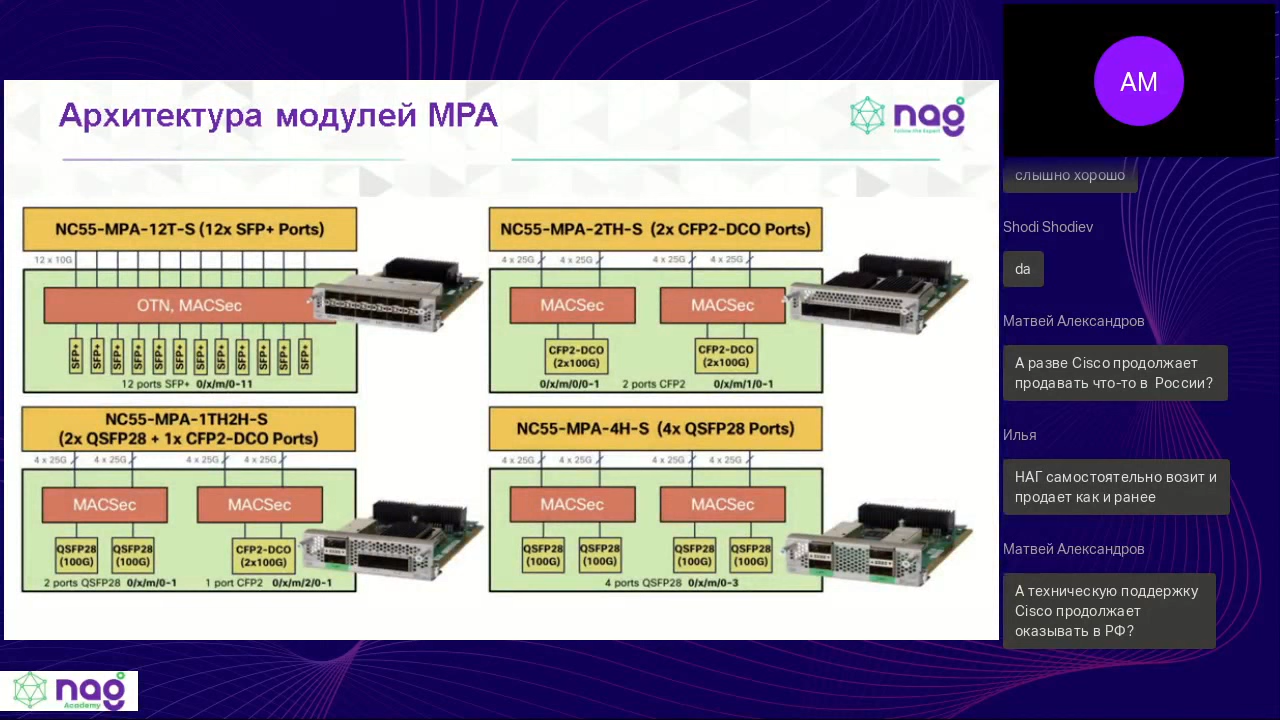 Архитектура модулей MPA
nag
Follow the Expert
NC55-MPA-12T-S (12x SFP+ Ports)
12 x 10G
OTN, MACSec
SFP+ SFP+ SFP+ SFP+ SFP+ SFP+ SFP+ SFP+ SFP+ SFP+ SFP+ SFP+
12 ports SFP+ 0/x/m/0-11
NC55-MPA-2TH-S (2x CFP2-DCO Ports)
4 x 25G 4 x 25G 4 x 25G 4 x 25G
MACSec MACSec
CFP2-DCO CFP2-DCO
(2x100G) (2x100G)
0/x/m/0/0-1 2 ports CFP2 0/x/m/1/0-1
NC55-MPA-1TH2H-S
(2x QSFP28 + 1x CFP2-DCO Ports)
4 x 25G 4 x 25G 4 x 25G 4 x 25G
MACSec MACSec
QSFP28 QSFP28 CFP2-DCO
(100G) (100G) (2x100G)
2 ports QSFP28 0/x/m/0-1 1 port CFP2 0/x/m/2/0-1
NC55-MPA-4H-S (4x QSFP28 Ports)
4 x 25G 4 x 25G 4 x 25G 4 x 25G
MACSec MACSec
QSFP28 QSFP28 QSFP28 QSFP28
(100G) (100G) (100G) (100G)
4 ports QSFP28 0/x/m/0-3
nag
Academy
AM
слышно хорошо
Shodi Shodiev
da
Матвей Александров
А разве Cisco продолжает
продавать что-то в России?
Илья
НАГ самостоятельно возит и
продает как и ранее
Матвей Александров
А техническую поддержку
Cisco продолжает
оказывать в РФ?